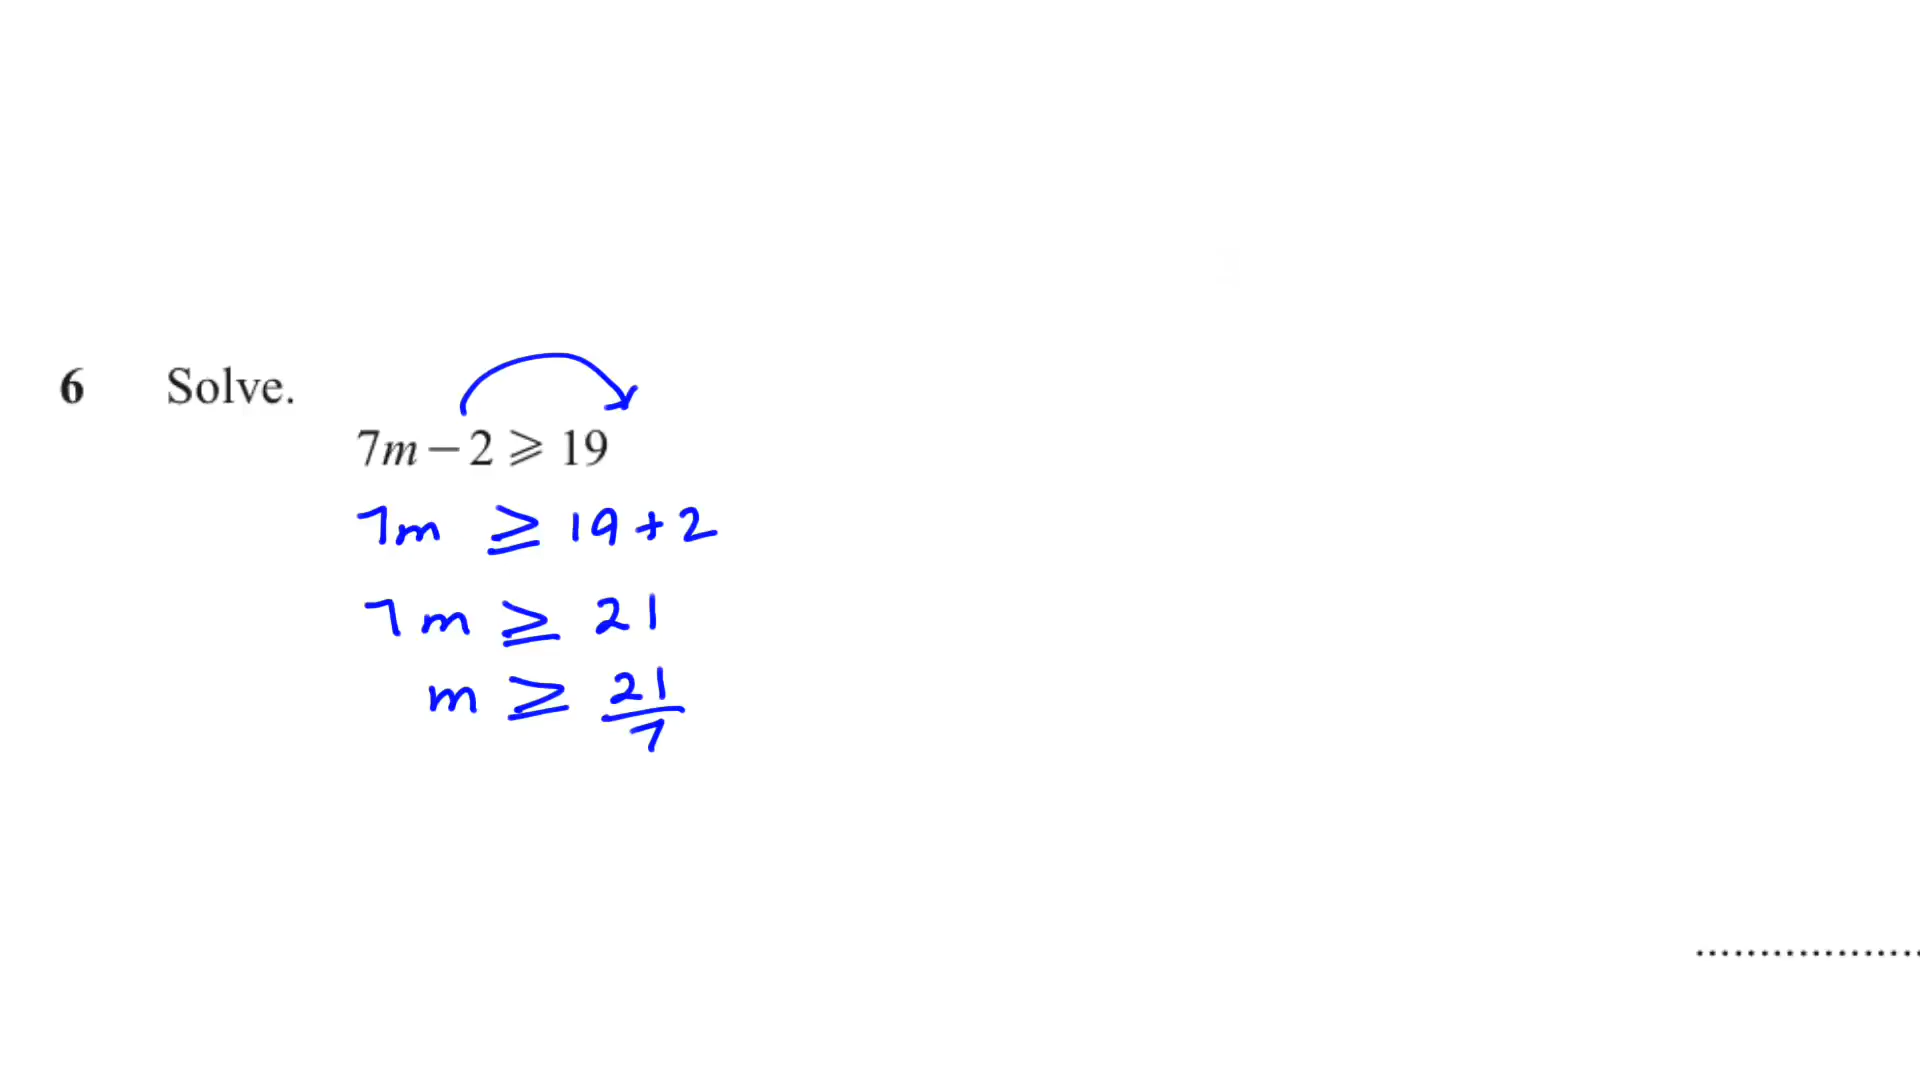 6 Solve.
7m − 2 ⩾ 19
7m ≥ 19 + 2
7m ≥ 21
m ≥ 21/7
....................